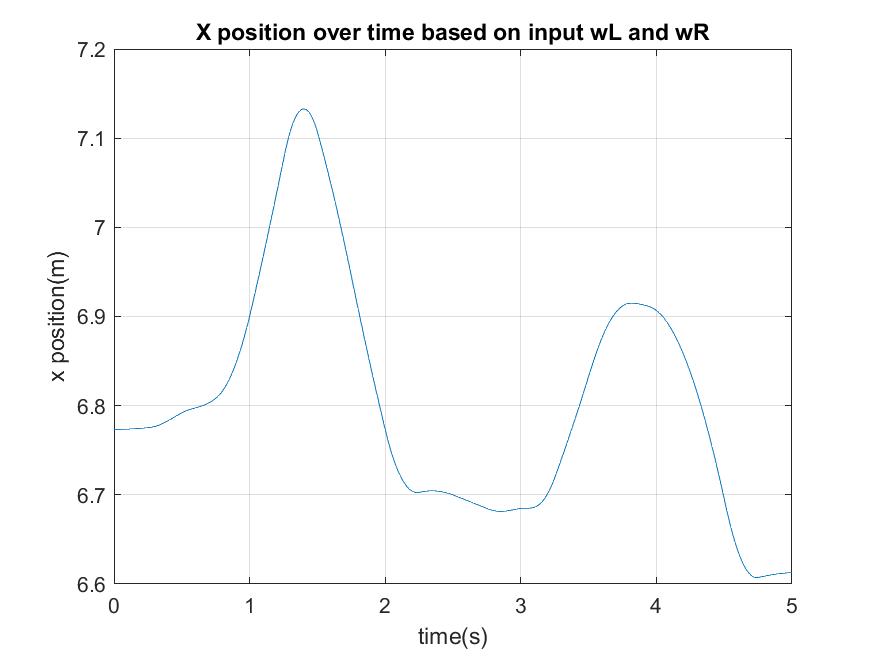 X position over time based on input wL and wR
7.2
7.1
7
6.9
6.8
6.7
6.6
x position(m)
0 1 2 3 4 5
time(s)